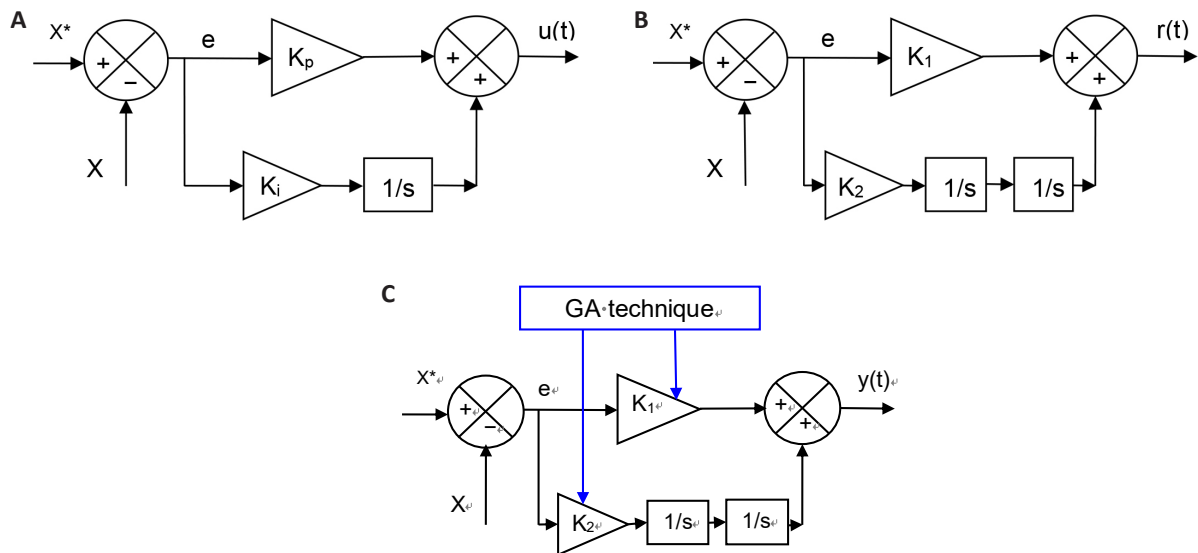 A
X*
+
−
e
Kp
+
+
u(t)
X
Ki
1/s
B
X*
+
−
e
K1
+
+
r(t)
X
K2
1/s
1/s
C
GA technique
X*
+
−
e
K1
+
+
y(t)
X
K2
1/s
1/s